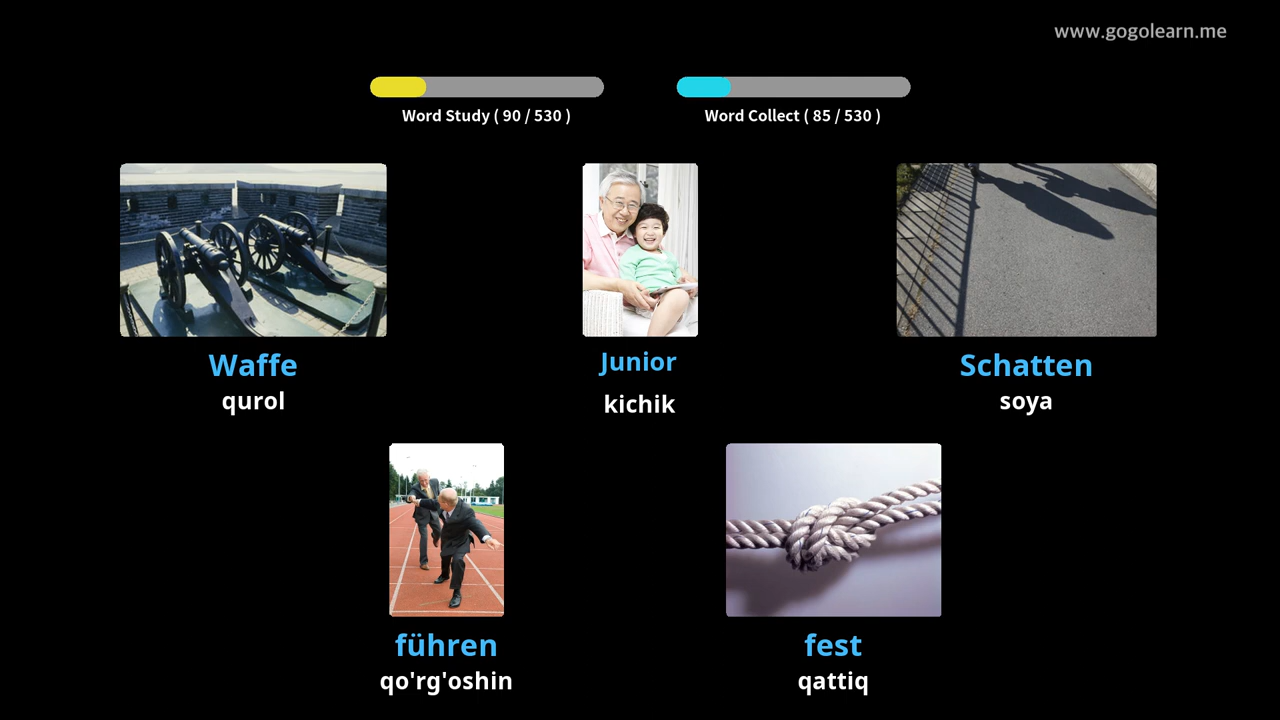 www.gogolearn.me
Word Study ( 90 / 530 )
Word Collect ( 85 / 530 )
Waffe
qurol
Junior
kichik
Schatten
soya
führen
qo'rg'oshin
fest
qattiq